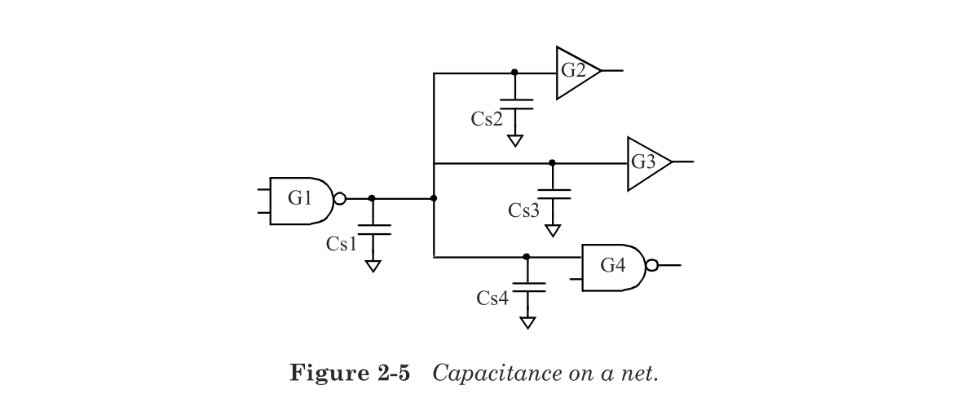 G2
Cs2
G3
G1
Cs3
Cs1
G4
Cs4
Figure 2-5 Capacitance on a net.